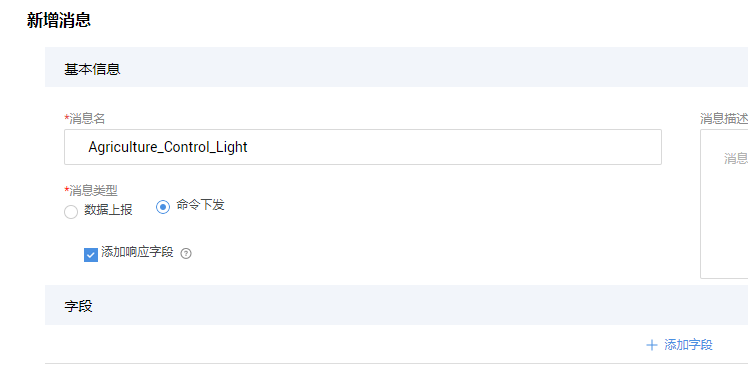 新增消息
基本信息
*消息名
消息描述
Agriculture_Control_Light
消息
*消息类型
数据上报
命令下发
添加响应字段
字段
添加字段